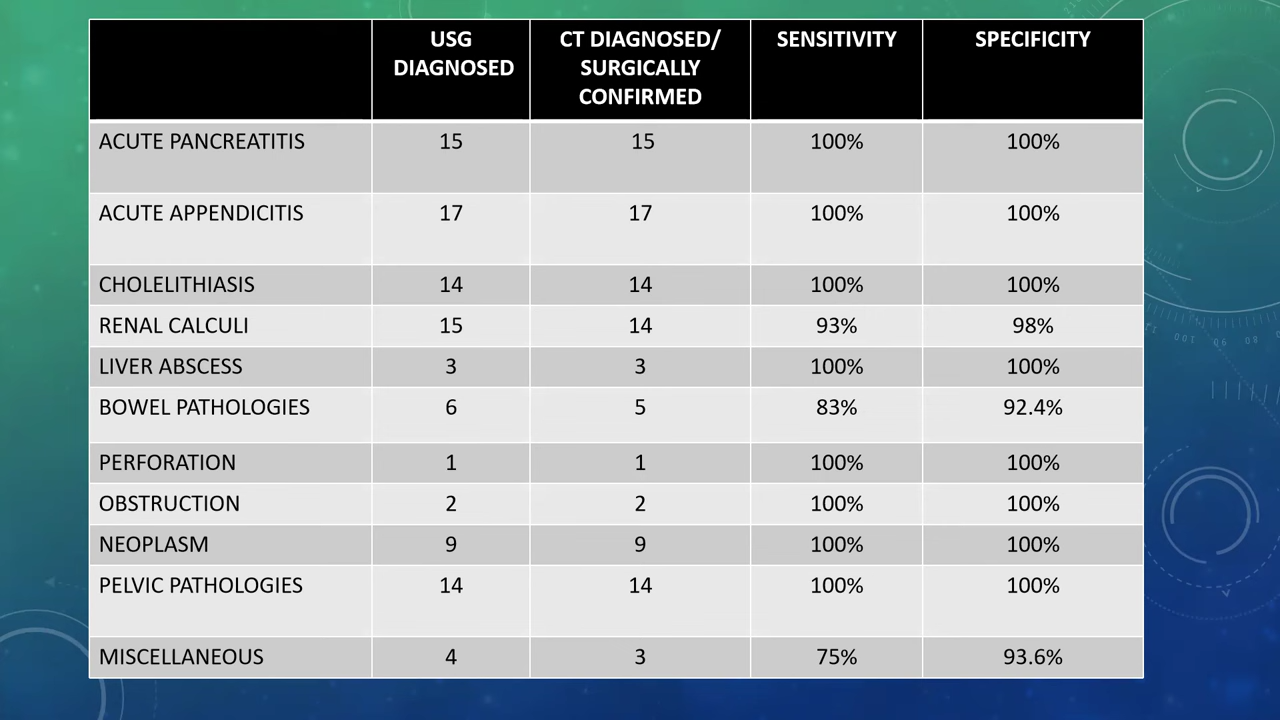 USG DIAGNOSED CT DIAGNOSED/ SURGICALLY CONFIRMED SENSITIVITY SPECIFICITY
ACUTE PANCREATITIS 15 15 100% 100%
ACUTE APPENDICITIS 17 17 100% 100%
CHOLELITHIASIS 14 14 100% 100%
RENAL CALCULI 15 14 93% 98%
LIVER ABSCESS 3 3 100% 100%
BOWEL PATHOLOGIES 6 5 83% 92.4%
PERFORATION 1 1 100% 100%
OBSTRUCTION 2 2 100% 100%
NEOPLASM 9 9 100% 100%
PELVIC PATHOLOGIES 14 14 100% 100%
MISCELLANEOUS 4 3 75% 93.6%